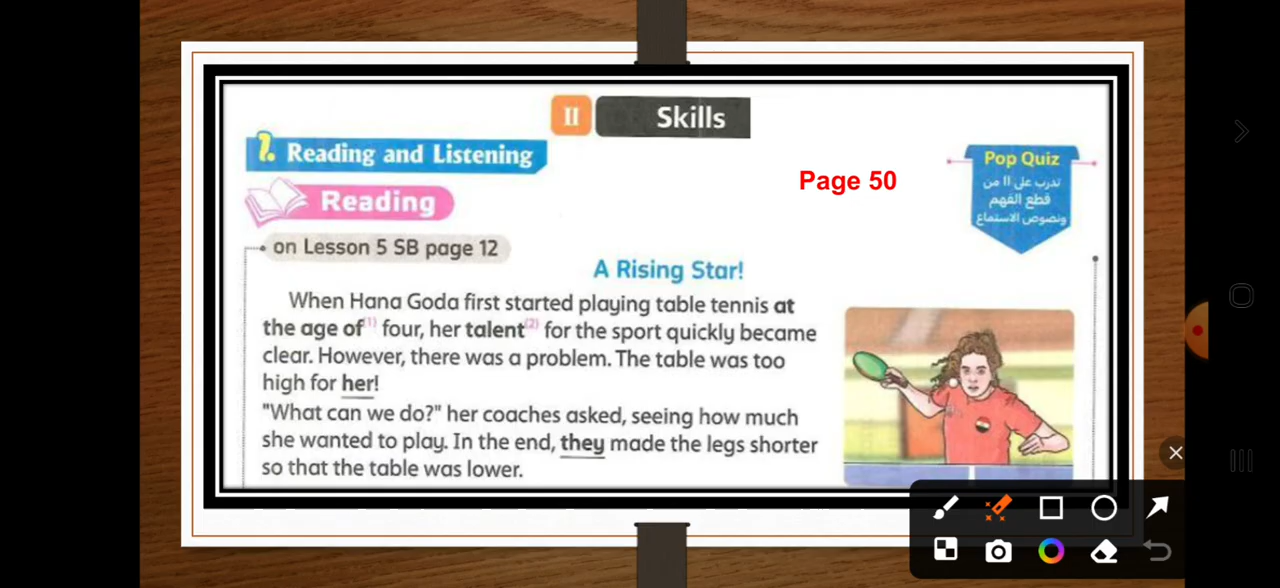 II Skills
1. Reading and Listening
Page 50
Pop Quiz
تدرب على 11 من
قطع الفهم
ونصوص الاستماع
Reading
on Lesson 5 SB page 12
A Rising Star!
When Hana Goda first started playing table tennis at
the age of(1) four, her talent(2) for the sport quickly became
clear. However, there was a problem. The table was too
high for her!
"What can we do?" her coaches asked, seeing how much
she wanted to play. In the end, they made the legs shorter
so that the table was lower.